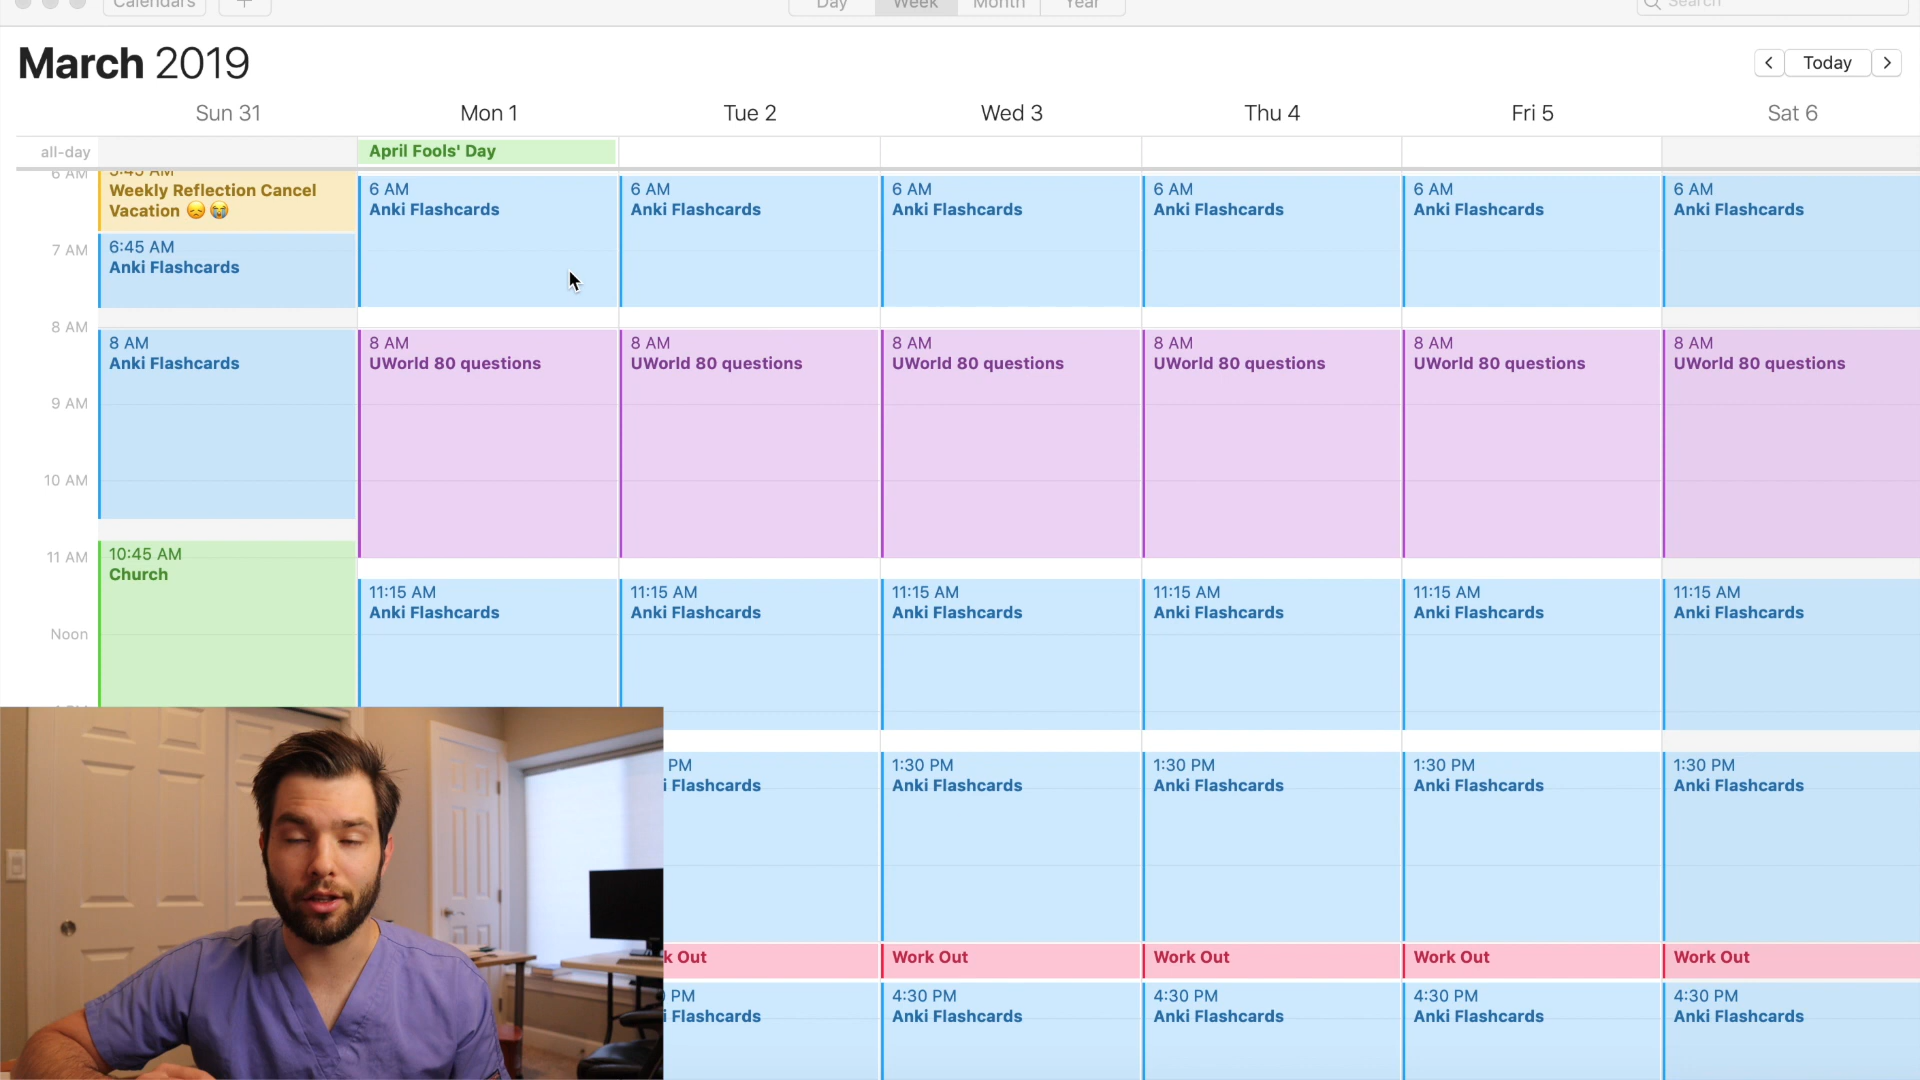 Calendars
+
Day
Week
Month
Year
Search
March 2019
Today
Sun 31
Mon 1
Tue 2
Wed 3
Thu 4
Fri 5
Sat 6
all-day
April Fools' Day
6 AM
7 AM
8 AM
9 AM
10 AM
11 AM
Noon
5:45 AM
Weekly Reflection Cancel
Vacation 😞 😭
6:45 AM
Anki Flashcards
8 AM
Anki Flashcards
10:45 AM
Church
6 AM
Anki Flashcards
8 AM
UWorld 80 questions
11:15 AM
Anki Flashcards
6 AM
Anki Flashcards
8 AM
UWorld 80 questions
11:15 AM
Anki Flashcards
PM
i Flashcards
k Out
PM
i Flashcards
6 AM
Anki Flashcards
8 AM
UWorld 80 questions
11:15 AM
Anki Flashcards
1:30 PM
Anki Flashcards
Work Out
4:30 PM
Anki Flashcards
6 AM
Anki Flashcards
8 AM
UWorld 80 questions
11:15 AM
Anki Flashcards
1:30 PM
Anki Flashcards
Work Out
4:30 PM
Anki Flashcards
6 AM
Anki Flashcards
8 AM
UWorld 80 questions
11:15 AM
Anki Flashcards
1:30 PM
Anki Flashcards
Work Out
4:30 PM
Anki Flashcards
6 AM
Anki Flashcards
8 AM
UWorld 80 questions
11:15 AM
Anki Flashcards
1:30 PM
Anki Flashcards
Work Out
4:30 PM
Anki Flashcards